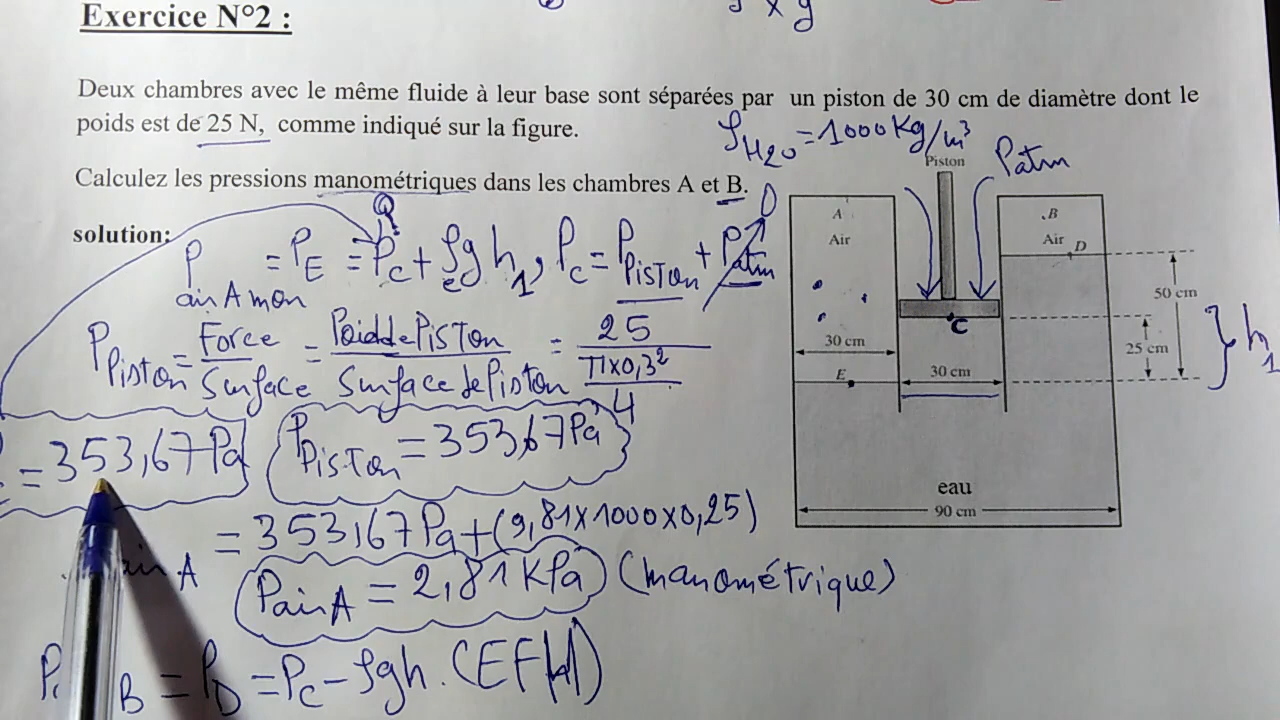 Exercice N°2 :
Deux chambres avec le même fluide à leur base sont séparées par un piston de 30 cm de diamètre dont le
poids est de 25 N, comme indiqué sur la figure.
ρH2O = 1000 Kg/m³
Calculez les pressions manométriques dans les chambres A et B.
solution:
P air A mon = PE = PC + ρe g h1, PC = PPISTON + Patm
0
PPiston = Force / Surface = Poid de PISTON / Surface de Piston = 25 / (π×0,3² / 4)
= 353,67 Pa
PPISTON = 353,67 Pa
= 353,67 Pa + (9,81×1000×0,25)
Pair A = 2,81 KPa (manométrique)
B = PD = PC - ρgh. (EFH)
Piston
Patm
A
Air
B
Air
D
C
50 cm
25 cm
h1
30 cm
E
30 cm
eau
90 cm